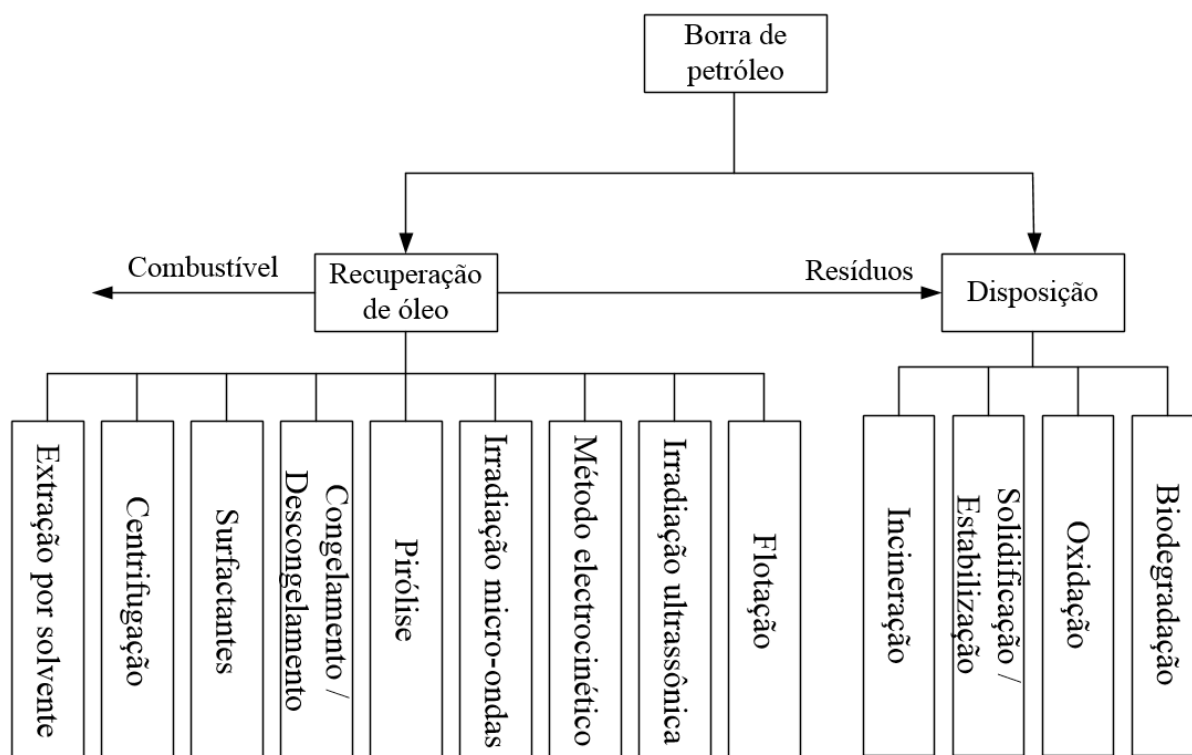 Borra de
petróleo
Combustível
Recuperação
de óleo
Resíduos
Disposição
Extração por solvente
Centrifugação
Surfactantes
Congelamento /
Descongelamento
Pirólise
Irradiação micro-ondas
Método electrocinético
Irradiação ultrassônica
Flotação
Incineração
Solidificação /
Estabilização
Oxidação
Biodegradação